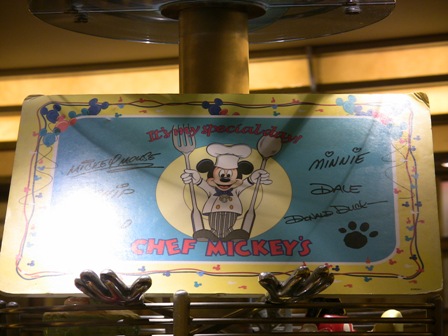 It's my special day!
MICKEY MOUSE
MINNIE
DALE
DONALD DUCK
CHEF MICKEY'S